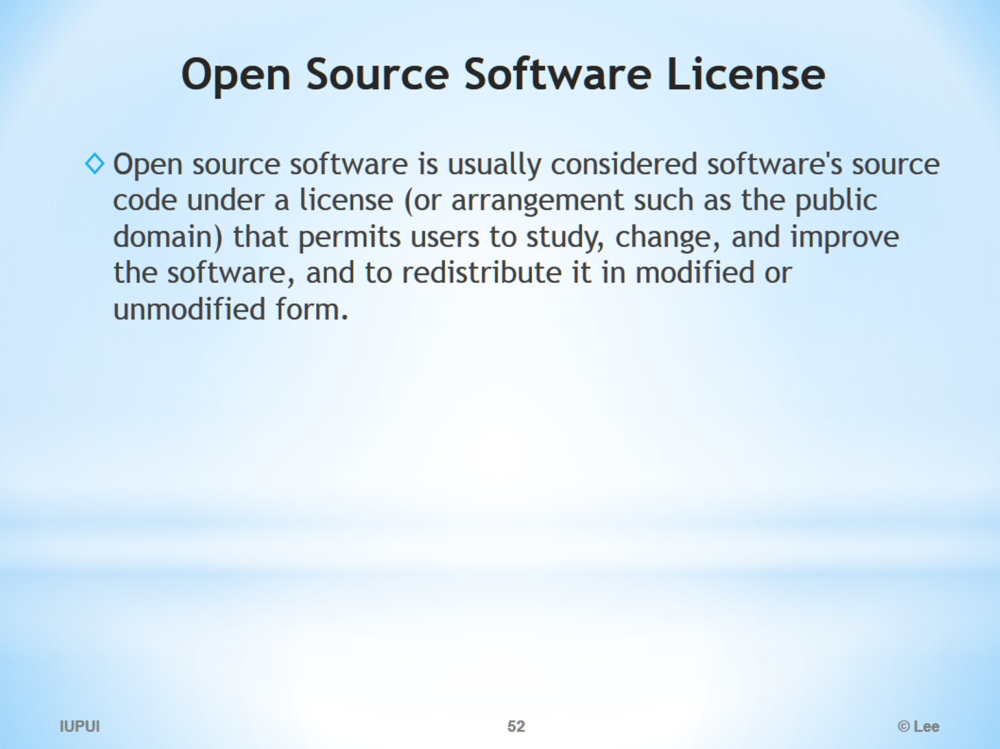 Open Source Software License
◇ Open source software is usually considered software's source
code under a license (or arrangement such as the public
domain) that permits users to study, change, and improve
the software, and to redistribute it in modified or
unmodified form.
IUPUI 52 © Lee